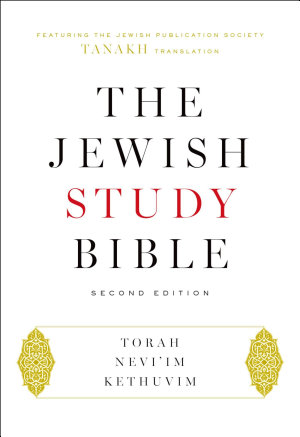 FEATURING THE JEWISH PUBLICATION SOCIETY
TANAKH TRANSLATION
THE
JEWISH
STUDY
BIBLE
SECOND EDITION
TORAH
NEVI'IM
KETHUVIM